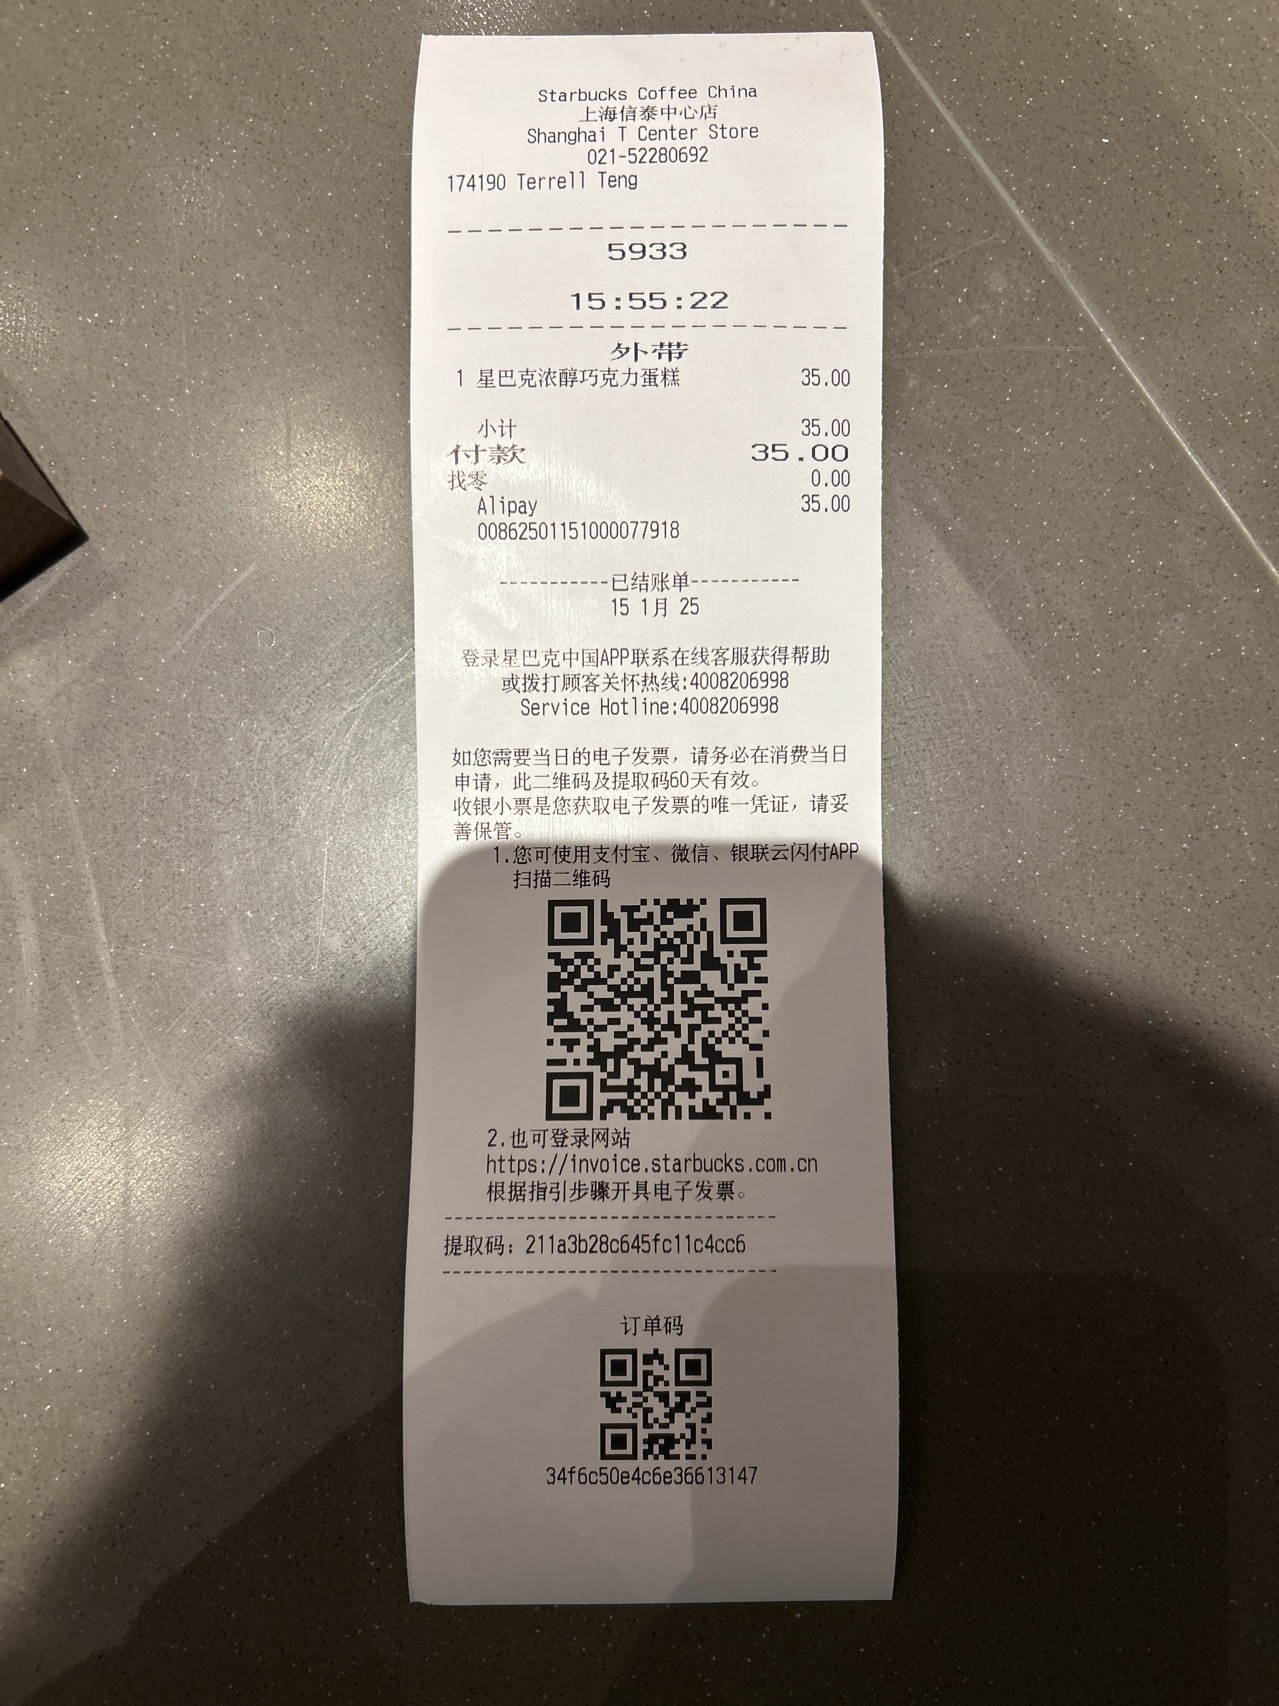 Starbucks Coffee China
上海信泰中心店
Shanghai T Center Store
021-52280692
174190 Terrell Teng
5933
15:55:22
外带
1 星巴克浓醇巧克力蛋糕 35.00
小计 35.00
付款 35.00
找零 0.00
Alipay 35.00
00862501151000077918
-----------已结账单-----------
15 1月 25
登录星巴克中国APP联系在线客服获得帮助
或拨打顾客关怀热线:4008206998
Service Hotline:4008206998
如您需要当日的电子发票，请务必在消费当日
申请，此二维码及提取码60天有效。
收银小票是您获取电子发票的唯一凭证，请妥
善保管。
1.您可使用支付宝、微信、银联云闪付APP
扫描二维码
2.也可登录网站
https://invoice.starbucks.com.cn
根据指引步骤开具电子发票。
提取码：211a3b28c645fc11c4cc6
订单码
34f6c50e4c6e36613147